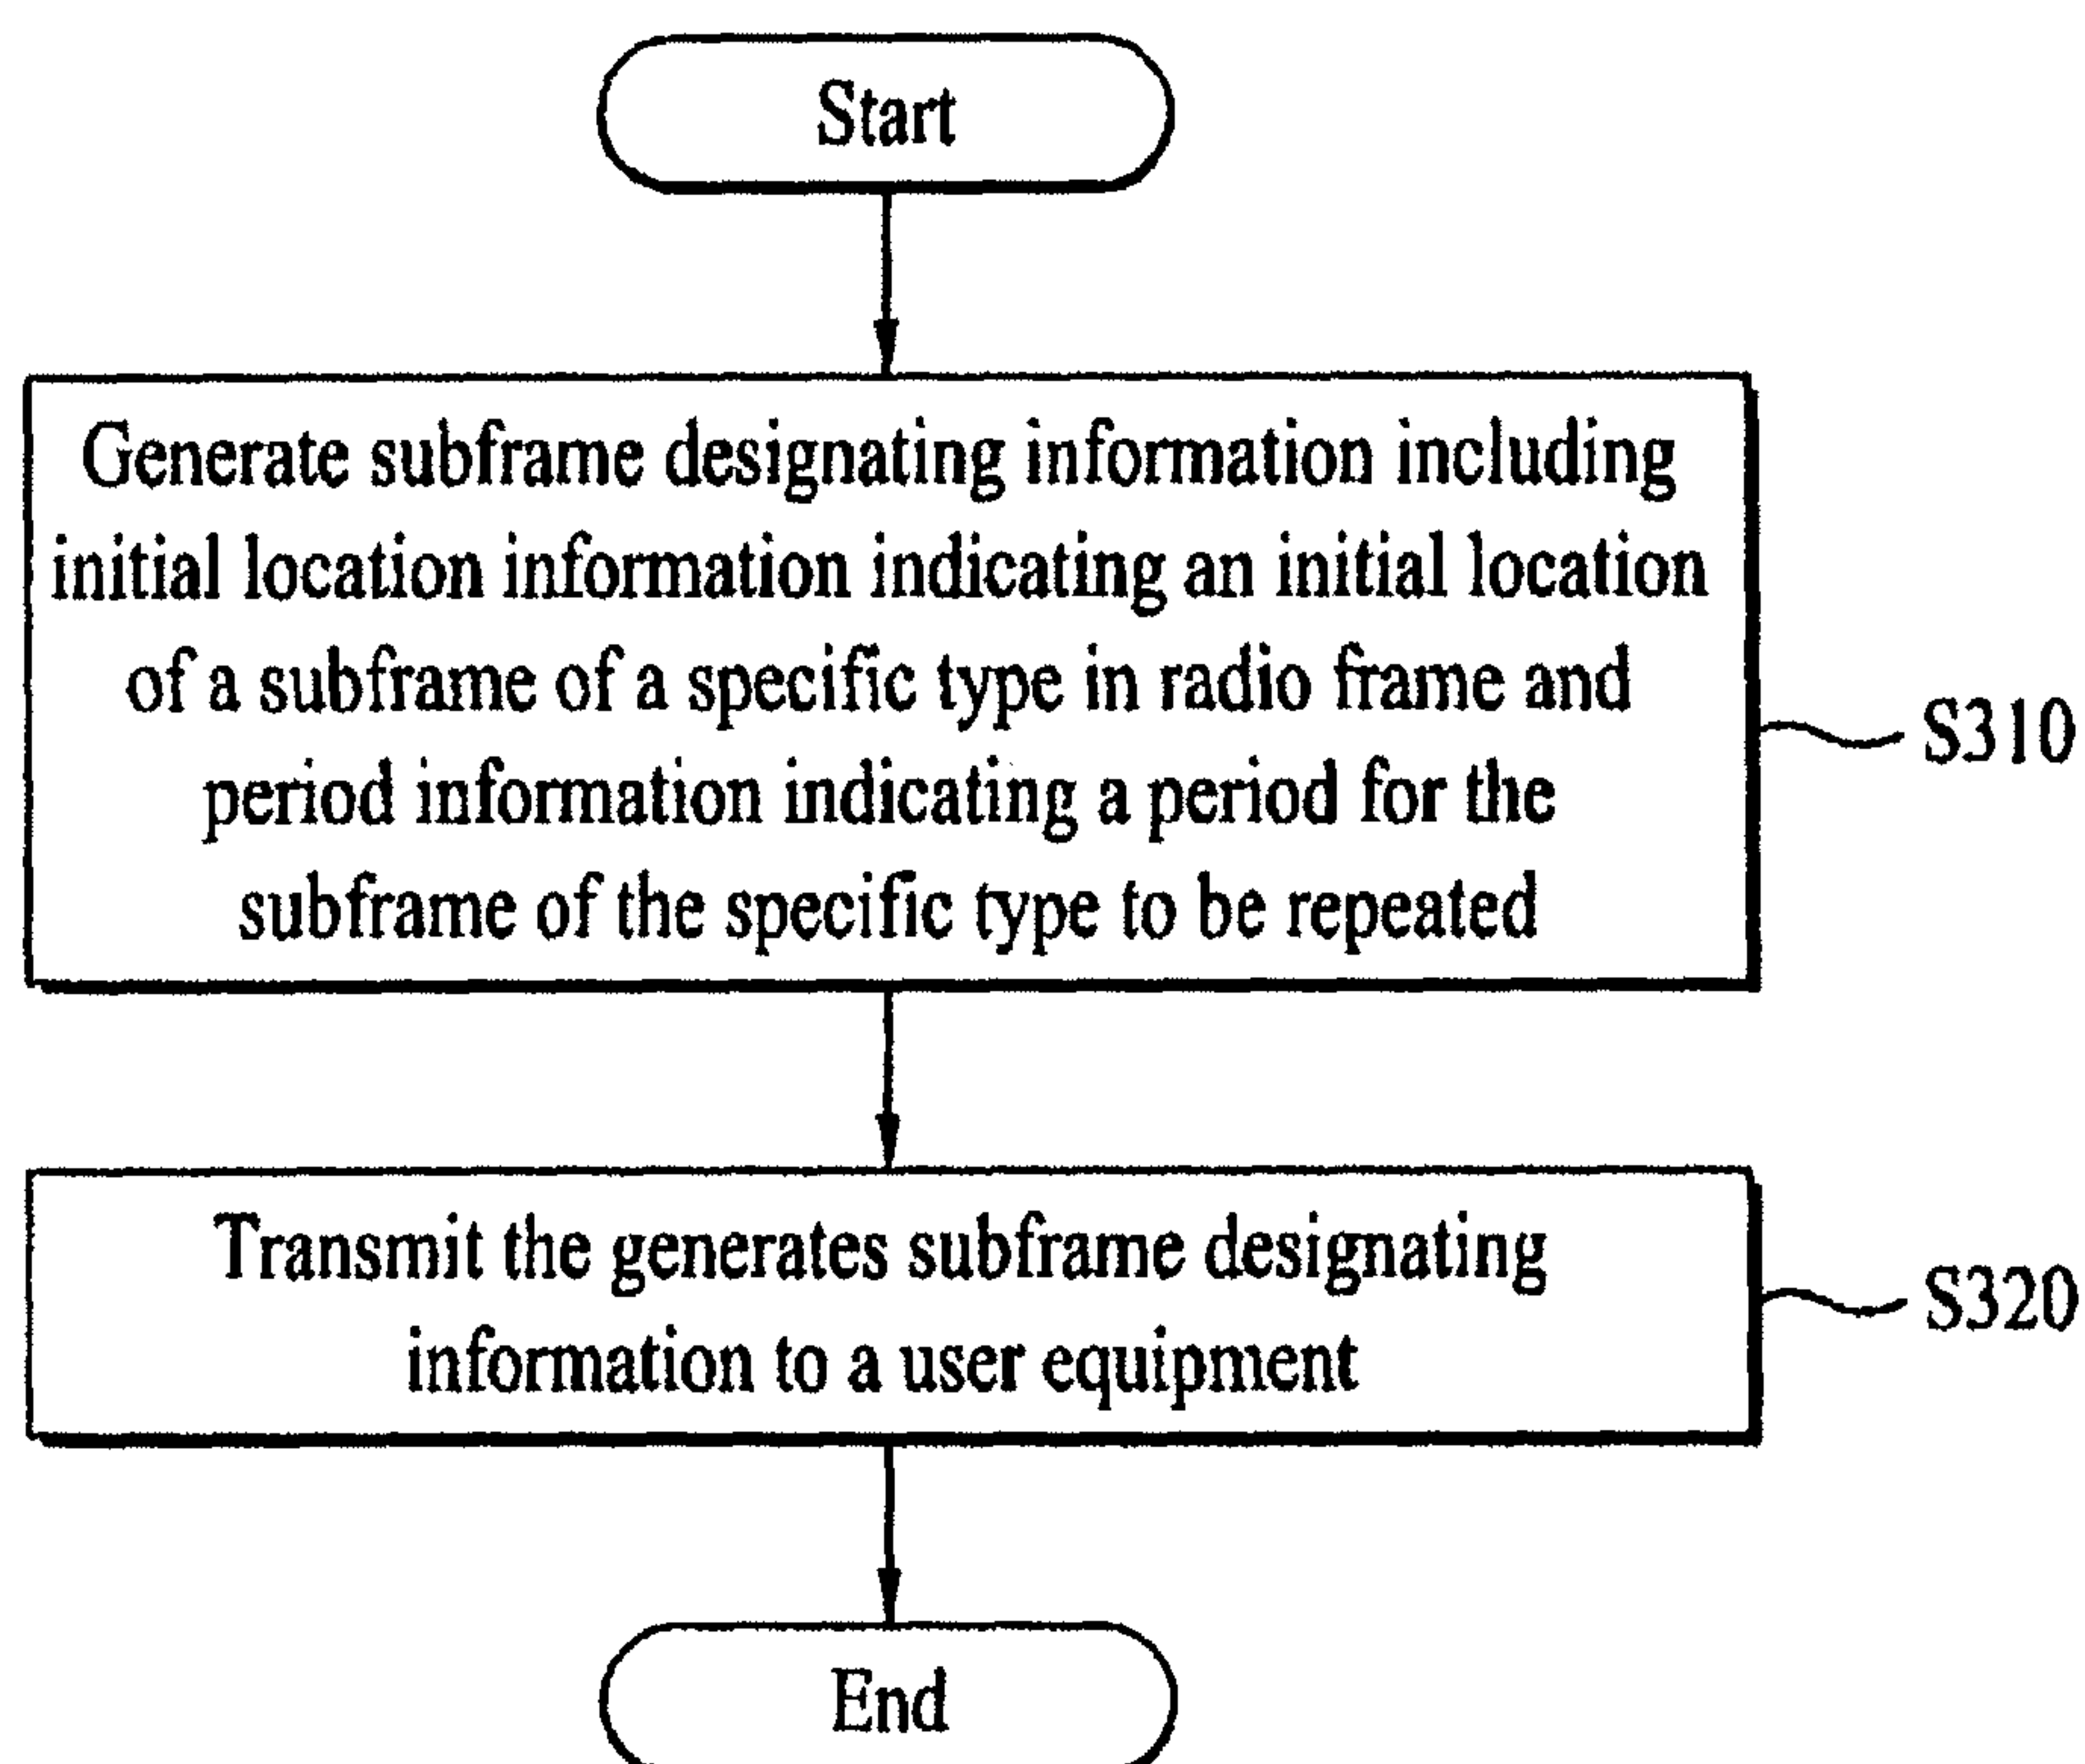 Start
Generate subframe designating information including
initial location information indicating an initial location
of a subframe of a specific type in radio frame and
period information indicating a period for the
subframe of the specific type to be repeated
S310
Transmit the generates subframe designating
information to a user equipment
S320
End